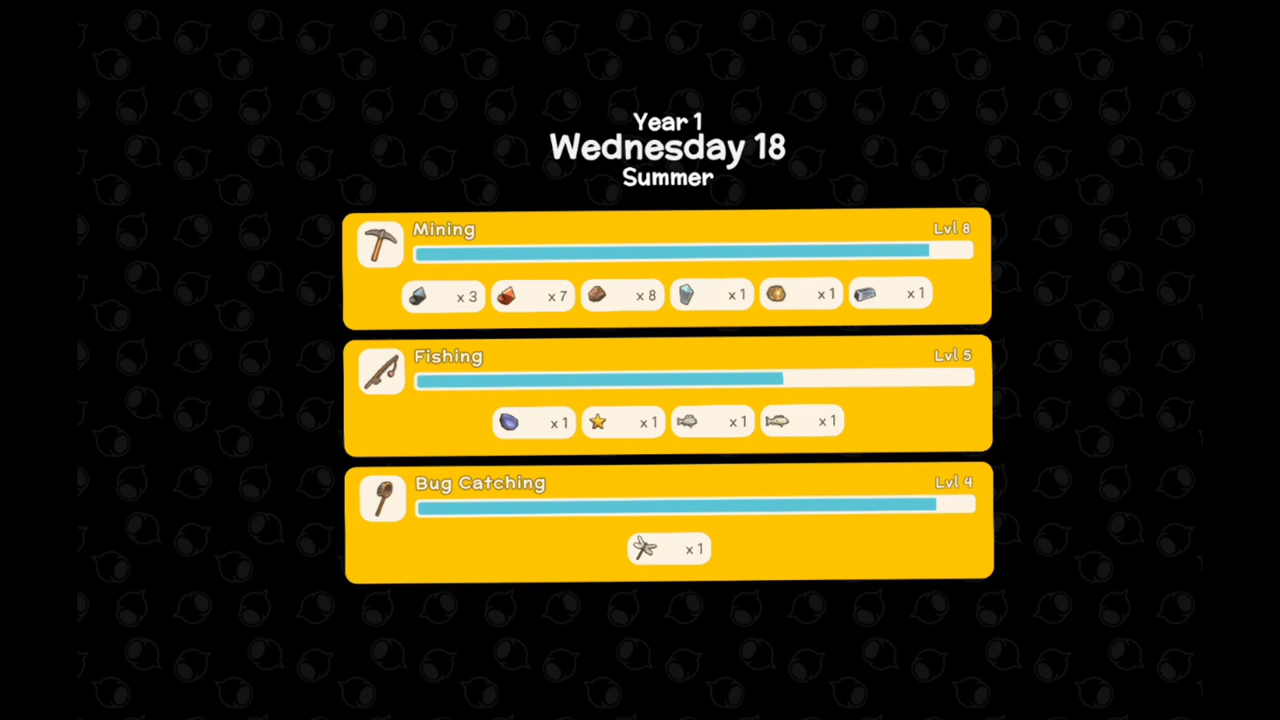 Year 1
Wednesday 18
Summer
Mining Lvl 8
x 3 x 7 x 8 x 1 x 1 x 1
Fishing Lvl 5
x 1 x 1 x 1 x 1
Bug Catching Lvl 4
x 1